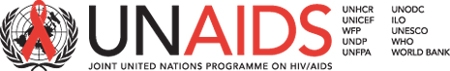 UNAIDS
JOINT UNITED NATIONS PROGRAMME ON HIV/AIDS
UNHCR
UNICEF
WFP
UNDP
UNFPA
UNODC
ILO
UNESCO
WHO
WORLD BANK